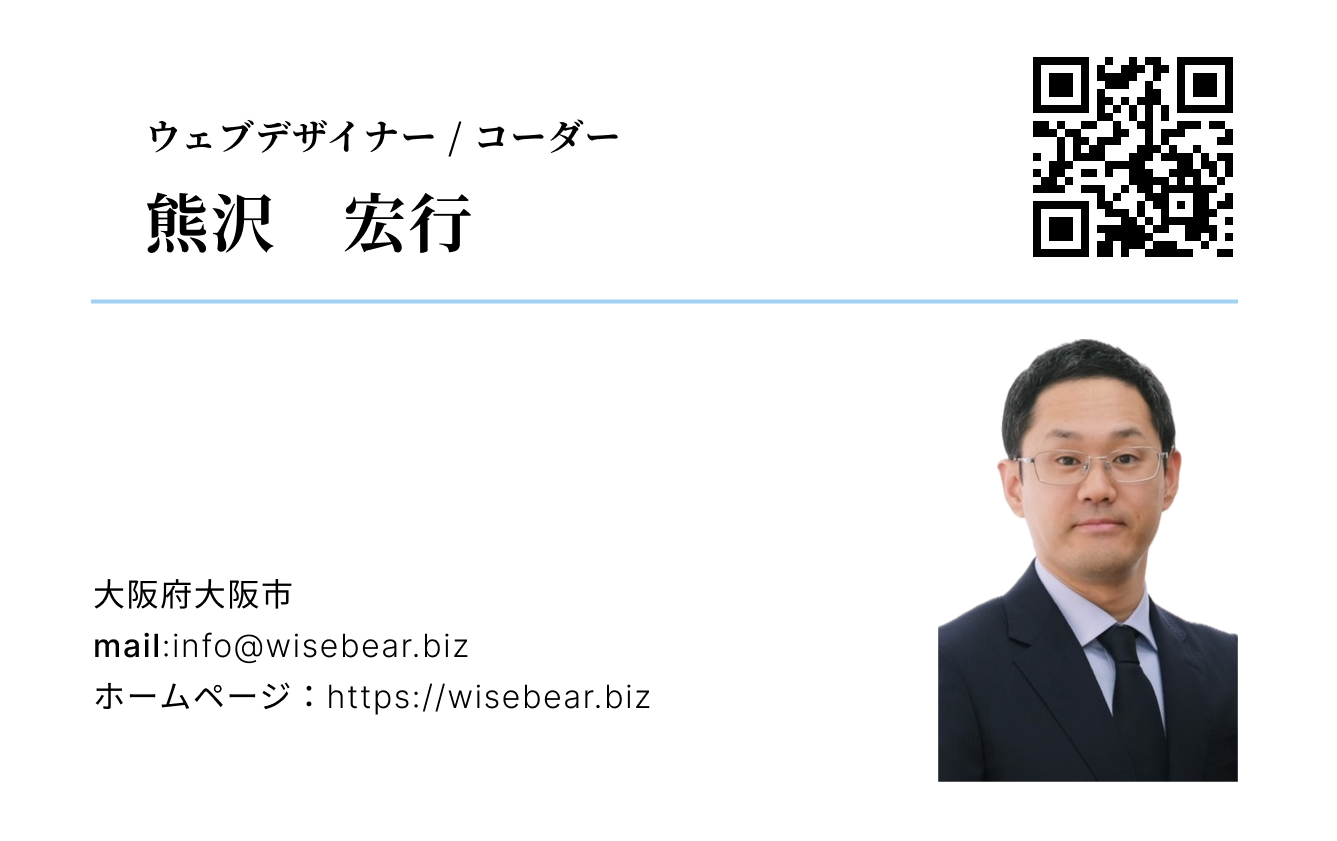 ウェブデザイナー / コーダー
熊沢　宏行
大阪府大阪市
mail:info@wisebear.biz
ホームページ：https://wisebear.biz